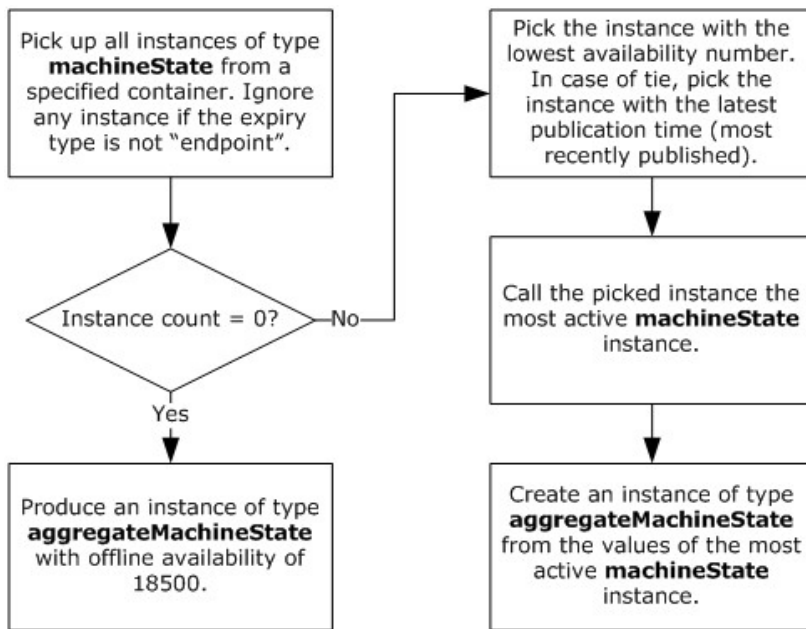 Pick up all instances of type
machineState from a
specified container. Ignore
any instance if the expiry
type is not “endpoint”.
Instance count = 0?
No
Yes
Produce an instance of type
aggregateMachineState
with offline availability of
18500.
Pick the instance with the
lowest availability number.
In case of tie, pick the
instance with the latest
publication time (most
recently published).
Call the picked instance the
most active machineState
instance.
Create an instance of type
aggregateMachineState
from the values of the most
active machineState
instance.